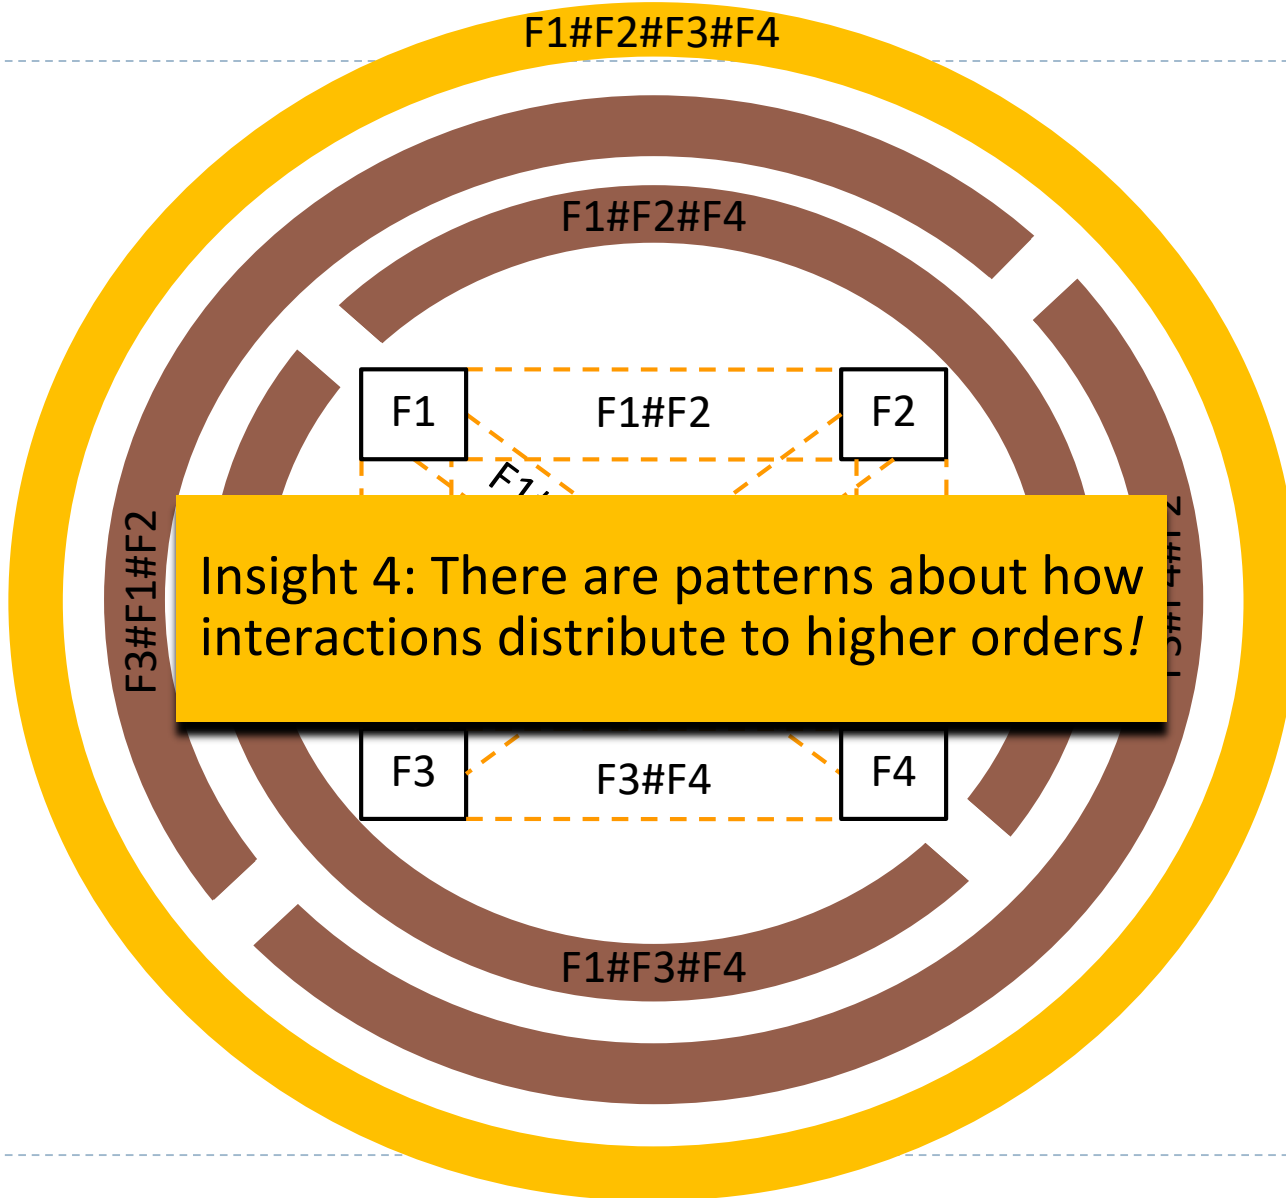 F1#F2#F3#F4
F1#F2#F4
F1
F1#F2
F2
F3#F1#F2
Insight 4: There are patterns about how
interactions distribute to higher orders!
F3
F3#F4
F4
F1#F3#F4